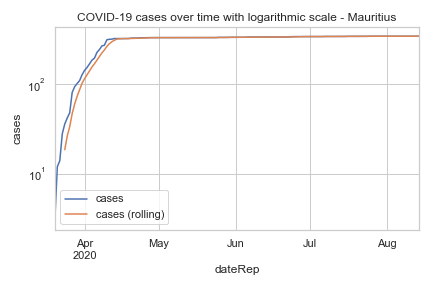 COVID-19 cases over time with logarithmic scale - Mauritius
cases
10²
10¹
cases
cases (rolling)
Apr
2020
May
Jun
Jul
Aug
dateRep